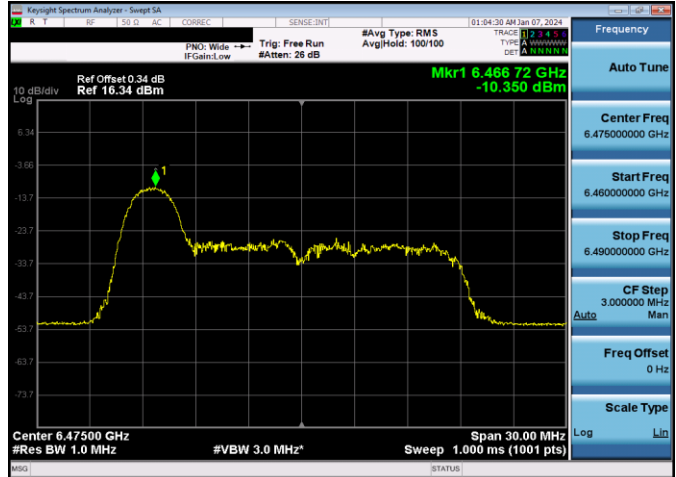 Keysight Spectrum Analyzer - Swept SA
R T RF 50 Ω AC CORREC SENSE:INT 01:04:30 AM Jan 07, 2024
PNO: Wide
IFGain:Low
Trig: Free Run
#Atten: 26 dB
#Avg Type: RMS
Avg|Hold: 100/100
TRACE 1 2 3 4 5 6
TYPE A WWWWW
DET A N N N N N
Ref Offset 0.34 dB
10 dB/div Ref 16.34 dBm
Log
Mkr1 6.466 72 GHz
-10.350 dBm
6.34
-3.66
-13.7
-23.7
-33.7
-43.7
-53.7
-63.7
-73.7
1
Center 6.47500 GHz Span 30.00 MHz
#Res BW 1.0 MHz #VBW 3.0 MHz* Sweep 1.000 ms (1001 pts)
MSG STATUS
Frequency
Auto Tune
Center Freq
6.475000000 GHz
Start Freq
6.460000000 GHz
Stop Freq
6.490000000 GHz
CF Step
3.000000 MHz
Auto Man
Freq Offset
0 Hz
Scale Type
Log Lin